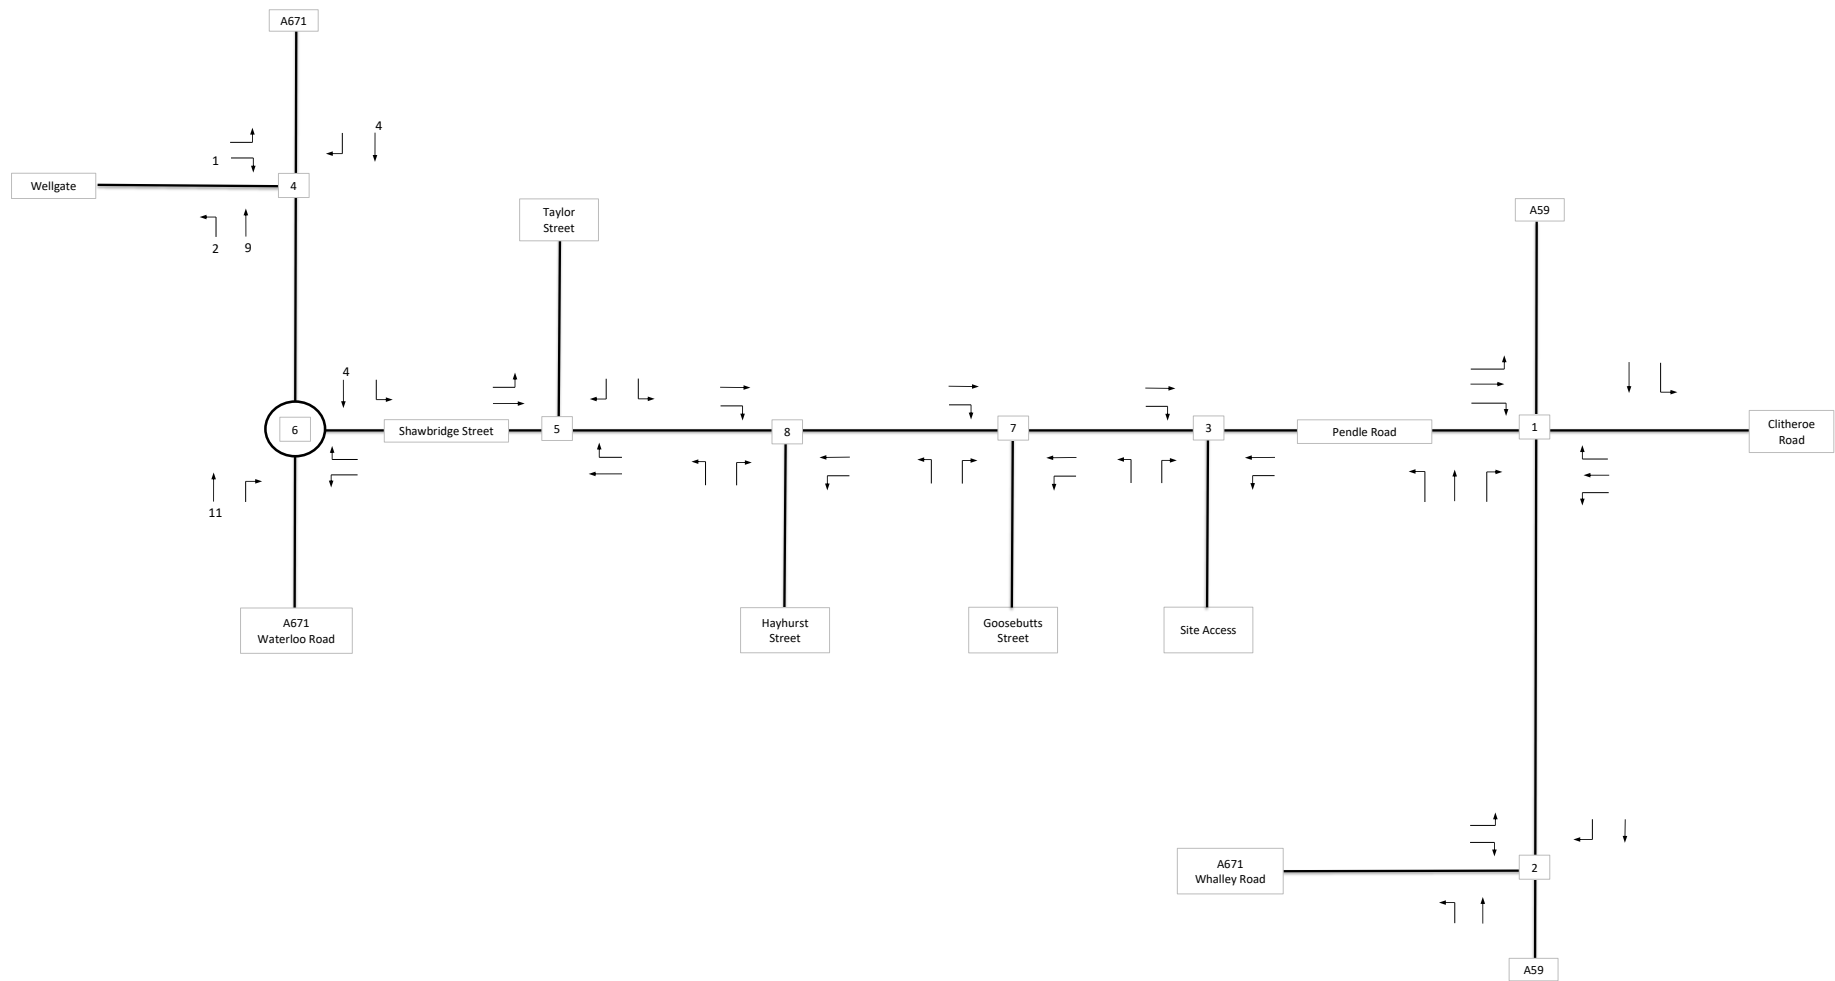 A671
4
1
Wellgate
4
2
9
Taylor
Street
A59
4
6
Shawbridge Street
5
8
7
3
Pendle Road
1
Clitheroe
Road
11
A671
Waterloo Road
Hayhurst
Street
Goosebutts
Street
Site Access
A671
Whalley Road
2
A59